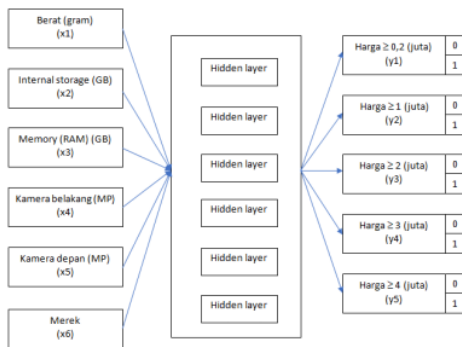 Berat (gram)
(x1)
Internal storage (GB)
(x2)
Memory (RAM) (GB)
(x3)
Kamera belakang (MP)
(x4)
Kamera depan (MP)
(x5)
Merek
(x6)
Hidden layer
Hidden layer
Hidden layer
Hidden layer
Hidden layer
Hidden layer
Harga ≥ 0,2 (juta)
(y1)
0
1
Harga ≥ 1 (juta)
(y2)
0
1
Harga ≥ 2 (juta)
(y3)
0
1
Harga ≥ 3 (juta)
(y4)
0
1
Harga ≥ 4 (juta)
(y5)
0
1